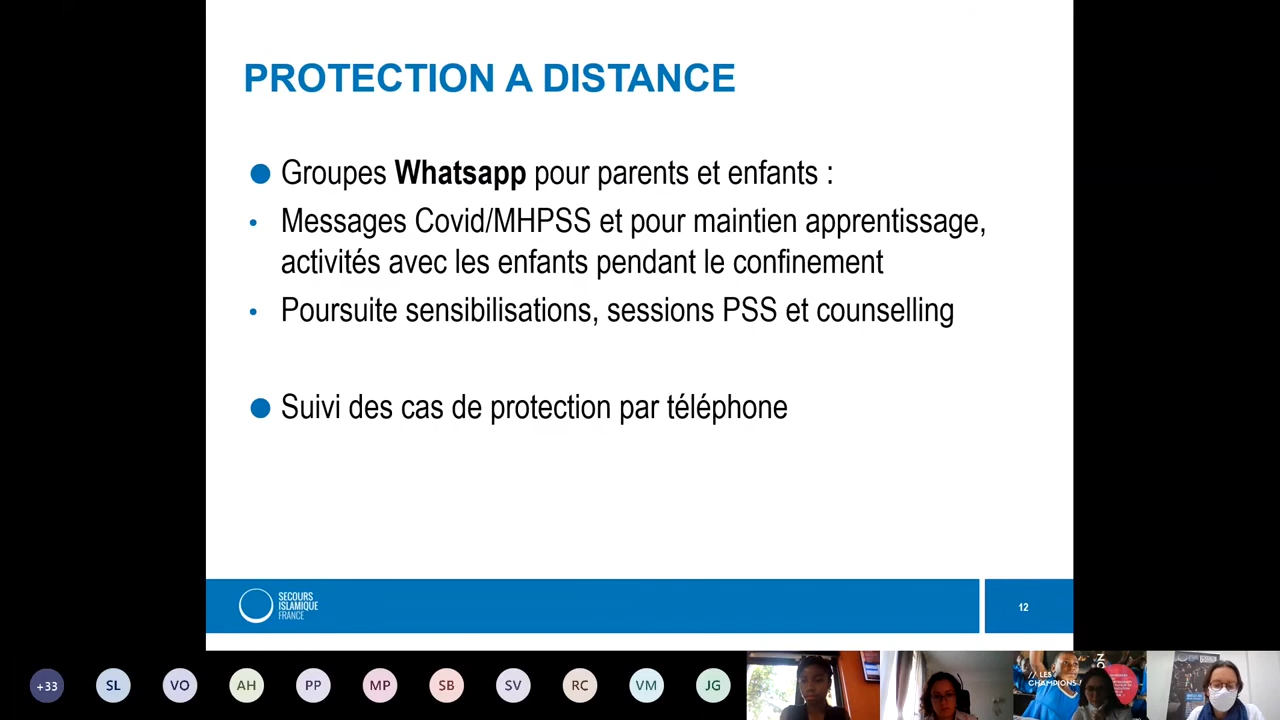 PROTECTION A DISTANCE
Groupes Whatsapp pour parents et enfants :
Messages Covid/MHPSS et pour maintien apprentissage,
activités avec les enfants pendant le confinement
Poursuite sensibilisations, sessions PSS et counselling
Suivi des cas de protection par téléphone
SECOURS
ISLAMIQUE
FRANCE
12
+33 SL VO AH PP MP SB SV RC VM JG
// LES
CHAMPIONS !